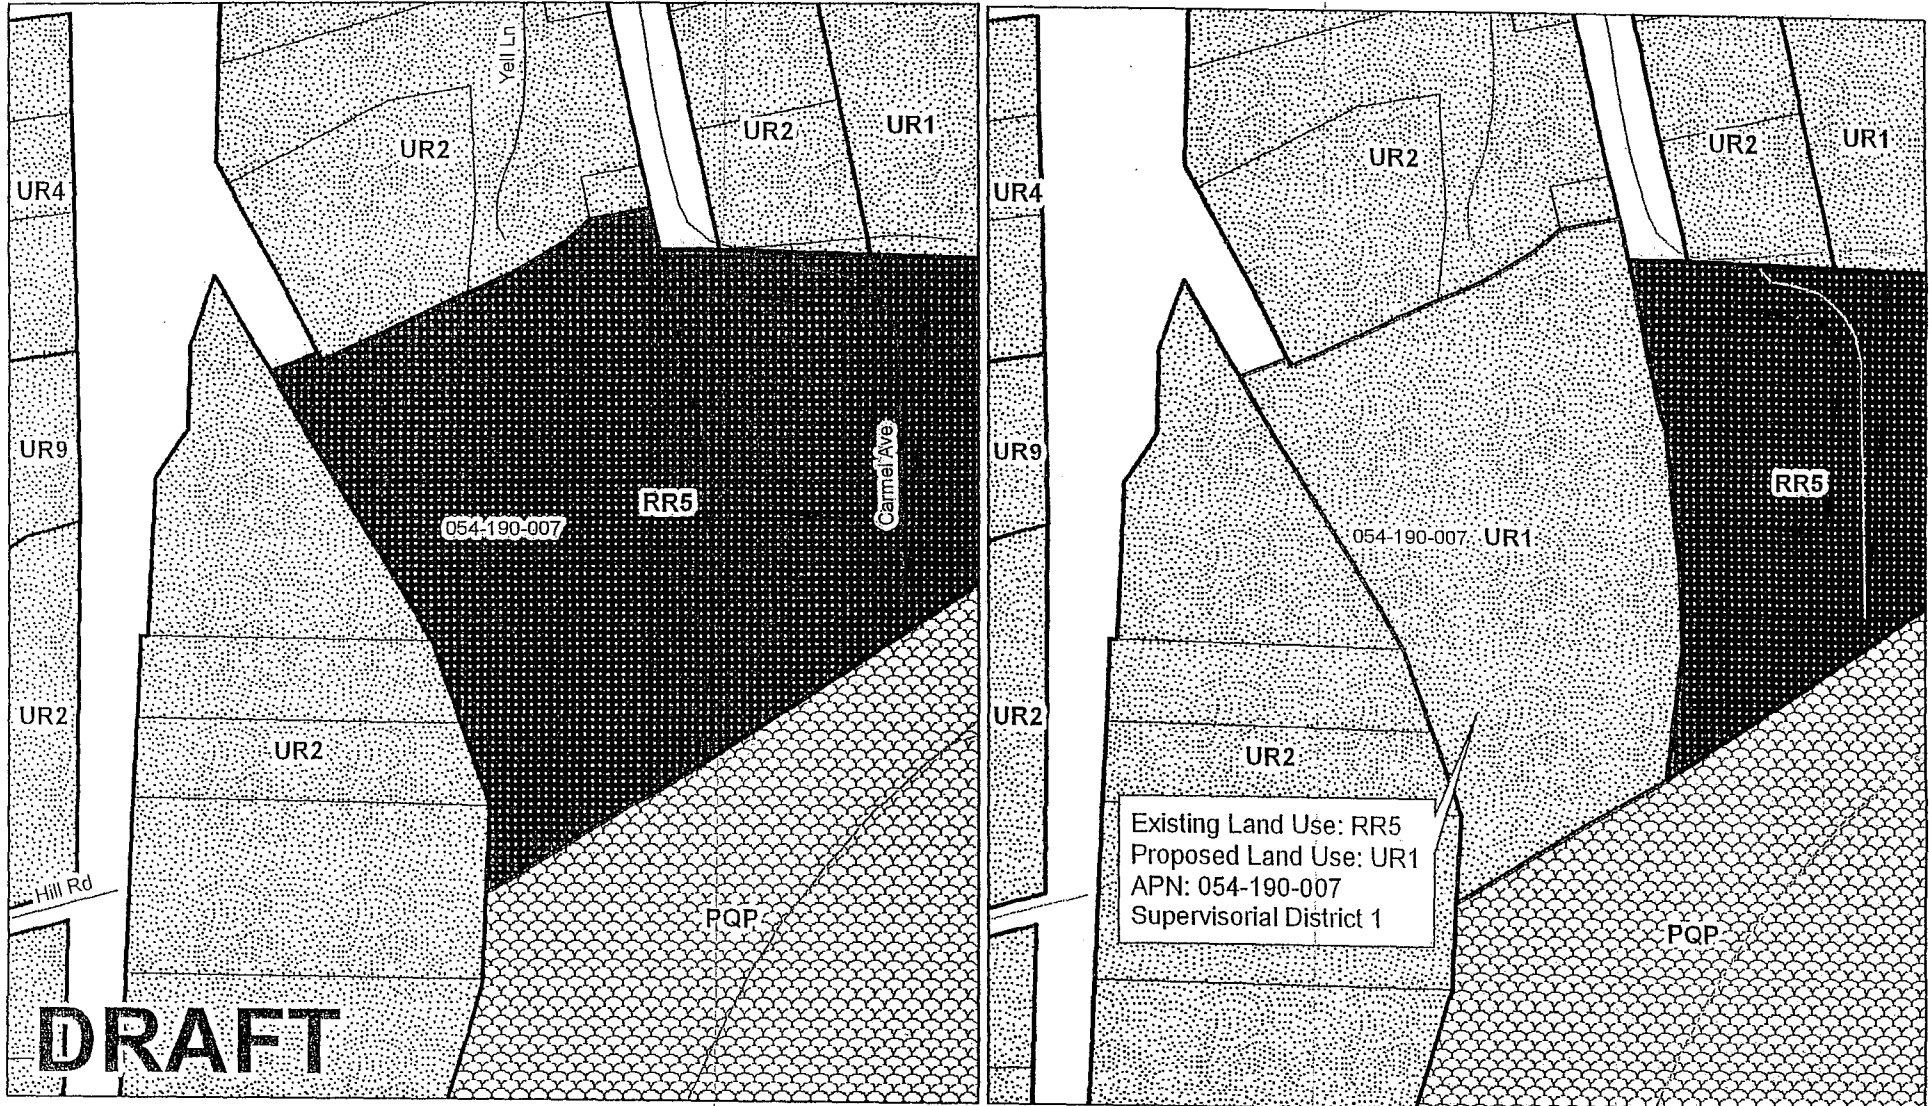 Yell Ln
UR2
UR2
UR1
UR4
UR9
RR5
054-190-007
Carmel Ave
UR2
UR2
Hill Rd
PQP
DRAFT
UR2
UR2
UR1
UR4
UR9
RR5
054-190-007
UR1
UR2
UR2
Existing Land Use: RR5
Proposed Land Use: UR1
APN: 054-190-007
Supervisorial District 1
PQP